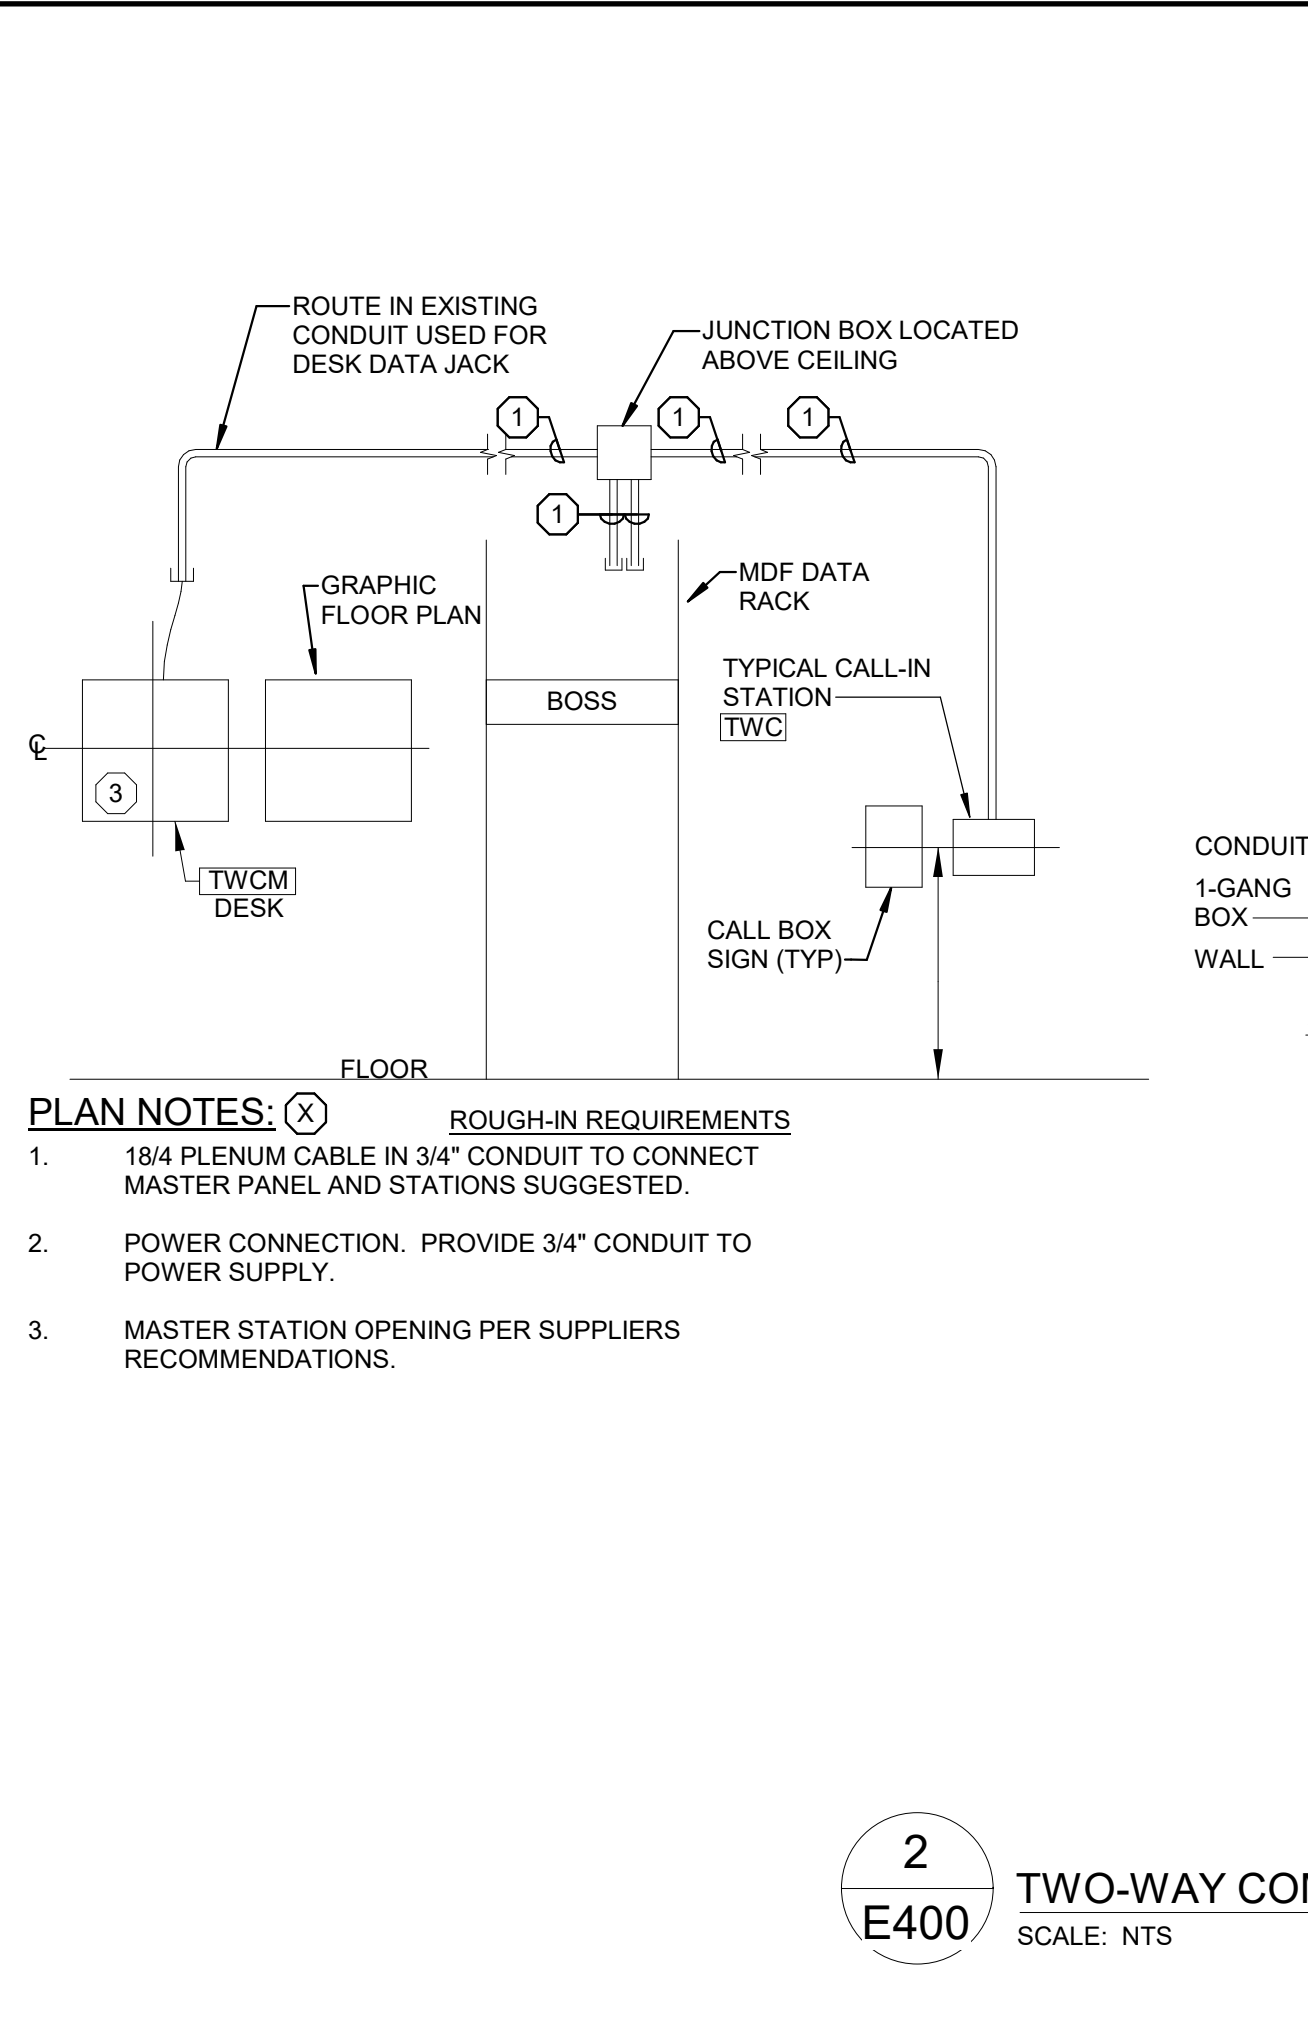 ROUTE IN EXISTING
CONDUIT USED FOR
DESK DATA JACK
JUNCTION BOX LOCATED
ABOVE CEILING
1
1
1
1
GRAPHIC
FLOOR PLAN
MDF DATA
RACK
BOSS
TYPICAL CALL-IN
STATION
TWC
℄
3
TWCM
DESK
CALL BOX
SIGN (TYP)
CONDUIT
1-GANG
BOX
WALL
FLOOR
PLAN NOTES: X
ROUGH-IN REQUIREMENTS
1. 18/4 PLENUM CABLE IN 3/4" CONDUIT TO CONNECT
MASTER PANEL AND STATIONS SUGGESTED.
2. POWER CONNECTION. PROVIDE 3/4" CONDUIT TO
POWER SUPPLY.
3. MASTER STATION OPENING PER SUPPLIERS
RECOMMENDATIONS.
2
E400
TWO-WAY
SCALE: NTS